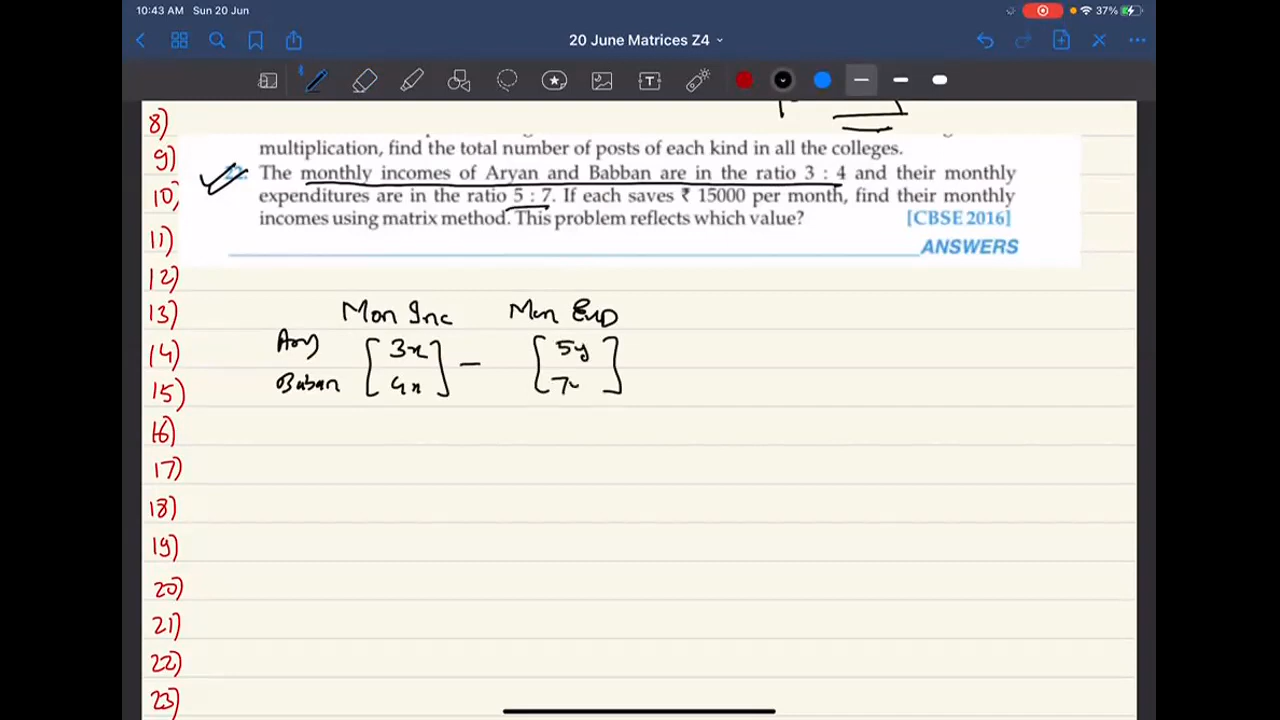 10:43 AM Sun 20 Jun 37%
20 June Matrices Z4
8)
multiplication, find the total number of posts of each kind in all the colleges.
9)
22. The monthly incomes of Aryan and Babban are in the ratio 3 : 4 and their monthly
10) expenditures are in the ratio 5 : 7. If each saves ₹ 15000 per month, find their monthly
incomes using matrix method. This problem reflects which value? [CBSE 2016]
11)
ANSWERS
12)
13) Mon Inc Mon Exp
14) Ary [3x] - [5y]
15) Baban [4x] [7y]
16)
17)
18)
19)
20)
21)
22)
23)